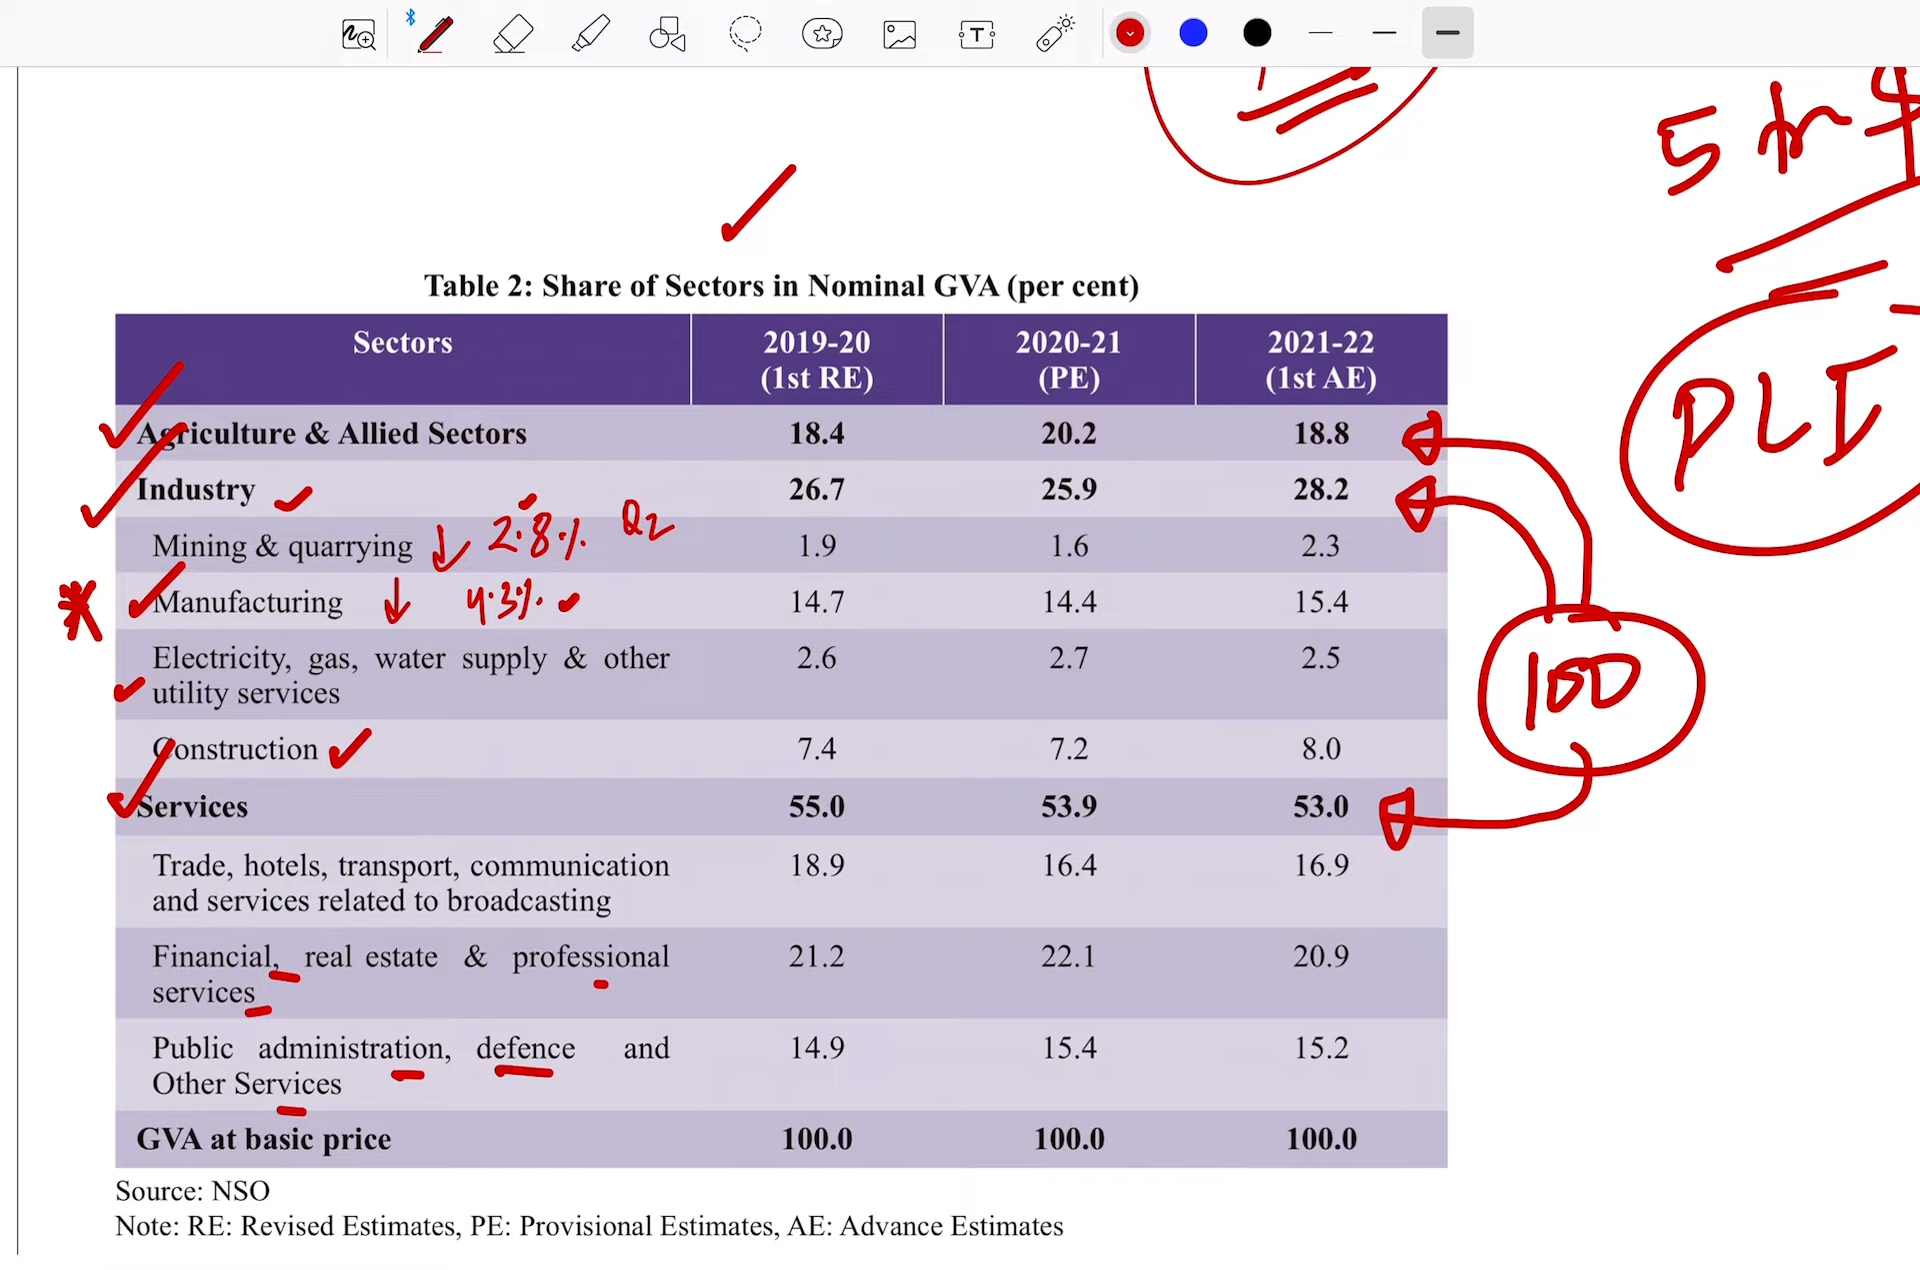 5 tr $
Table 2: Share of Sectors in Nominal GVA (per cent)
Sectors 2019-20 (1st RE) 2020-21 (PE) 2021-22 (1st AE)
PLI
Agriculture & Allied Sectors 18.4 20.2 18.8
Industry 26.7 25.9 28.2
Mining & quarrying ↓ 2.8% Q2 1.9 1.6 2.3
Manufacturing ↓ 4.3% 14.7 14.4 15.4
Electricity, gas, water supply & other 2.6 2.7 2.5
utility services
100
Construction 7.4 7.2 8.0
Services 55.0 53.9 53.0
Trade, hotels, transport, communication 18.9 16.4 16.9
and services related to broadcasting
Financial, real estate & professional 21.2 22.1 20.9
services
Public administration, defence and 14.9 15.4 15.2
Other Services
GVA at basic price 100.0 100.0 100.0
Source: NSO
Note: RE: Revised Estimates, PE: Provisional Estimates, AE: Advance Estimates